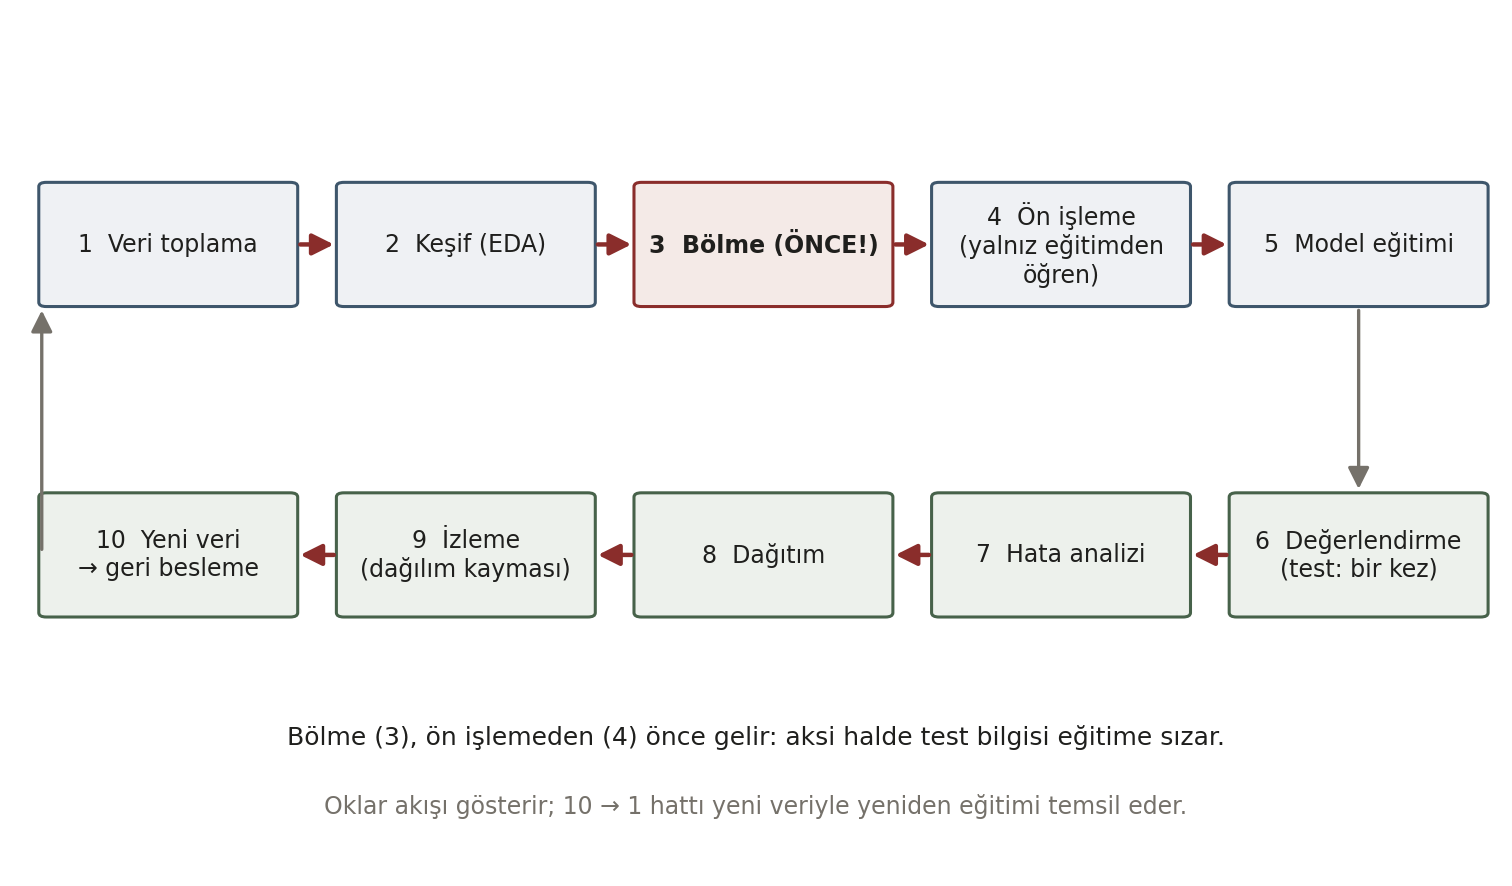 1  Veri toplama
2  Keşif (EDA)
3  Bölme (ÖNCE!)
4  Ön işleme
(yalnız eğitimden
öğren)
5  Model eğitimi
10  Yeni veri
→ geri besleme
9  İzleme
(dağılım kayması)
8  Dağıtım
7  Hata analizi
6  Değerlendirme
(test: bir kez)
Bölme (3), ön işlemeden (4) önce gelir: aksi halde test bilgisi eğitime sızar.
Oklar akışı gösterir; 10 → 1 hattı yeni veriyle yeniden eğitimi temsil eder.